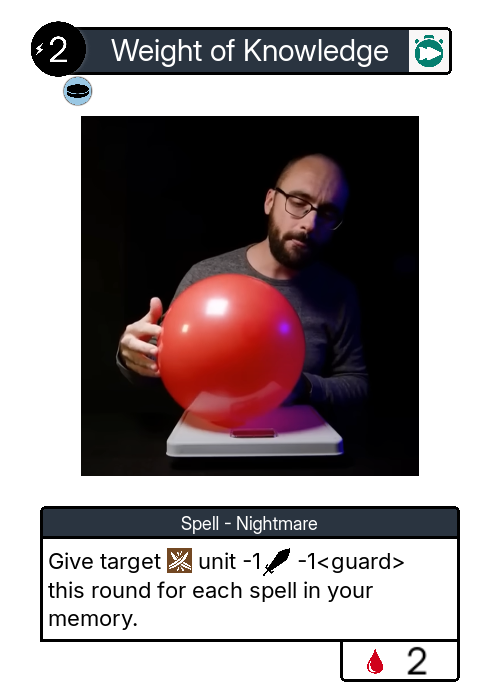 2 Weight of Knowledge
Spell - Nightmare
Give target unit -1 -1<guard>
this round for each spell in your
memory.
2